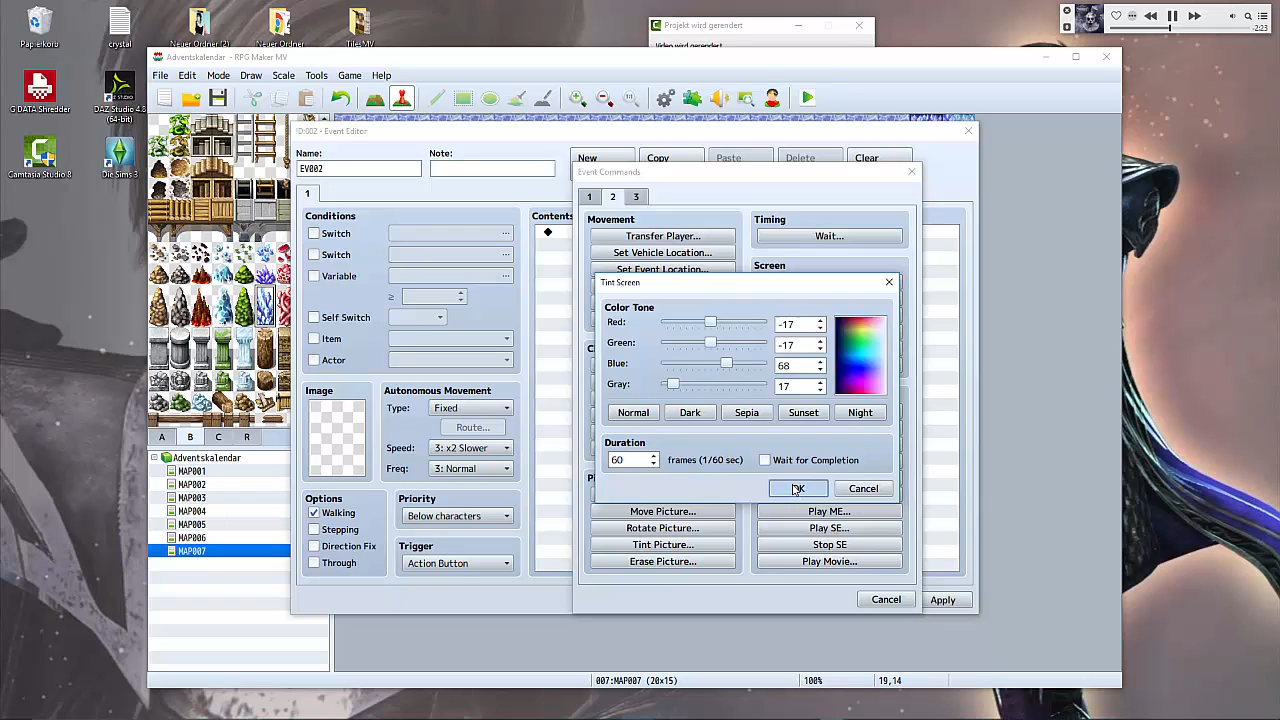 Papierkorb
crystal
Neuer Ordner (2)
Neuer Ordner
TilesMV
G DATA Shredder
DAZ Studio 4.8
(64-bit)
Camtasia Studio 8
Die Sims 3
Projekt wird gerendert
Video wird gerendert
-2:23
Adventskalendar - RPG Maker MV
File Edit Mode Draw Scale Tools Game Help
ID:002 - Event Editor
Name:
Note:
EV002
New
Copy
Paste
Delete
Clear
1
Conditions
Switch
Switch
Variable
≥
Self Switch
Item
Actor
Image
Autonomous Movement
Type: Fixed
Route...
Speed: 3: x2 Slower
Freq: 3: Normal
Options
Walking
Stepping
Direction Fix
Through
Priority
Below characters
Trigger
Action Button
Contents
Event Commands
1 2 3
Movement
Transfer Player...
Set Vehicle Location...
Set Event Location...
Timing
Wait...
Screen
Tint Screen
Color Tone
Red: -17
Green: -17
Blue: 68
Gray: 17
Normal Dark Sepia Sunset Night
Duration
60 frames (1/60 sec) Wait for Completion
OK
Cancel
Move Picture...
Rotate Picture...
Tint Picture...
Erase Picture...
Play ME...
Play SE...
Stop SE
Play Movie...
Cancel
Apply
A B C R
Adventskalendar
MAP001
MAP002
MAP003
MAP004
MAP005
MAP006
MAP007
007:MAP007 (20x15)
100%
19,14